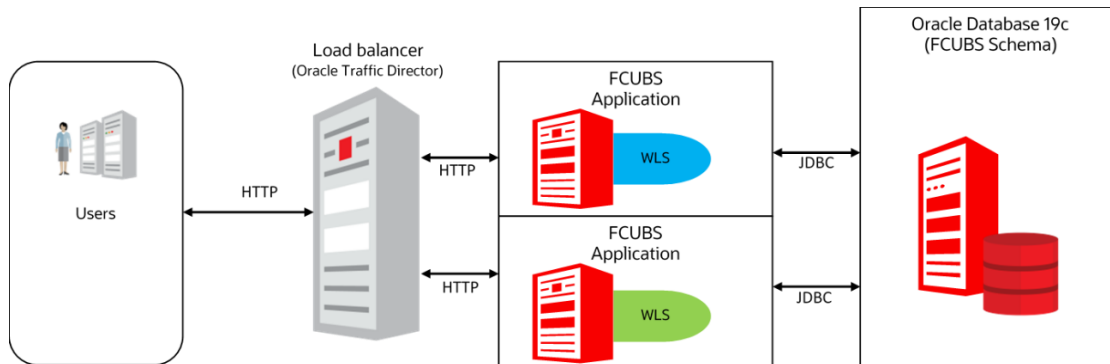 Users
HTTP
Load balancer
(Oracle Traffic Director)
HTTP
HTTP
FCUBS
Application
WLS
FCUBS
Application
WLS
JDBC
JDBC
Oracle Database 19c
(FCUBS Schema)